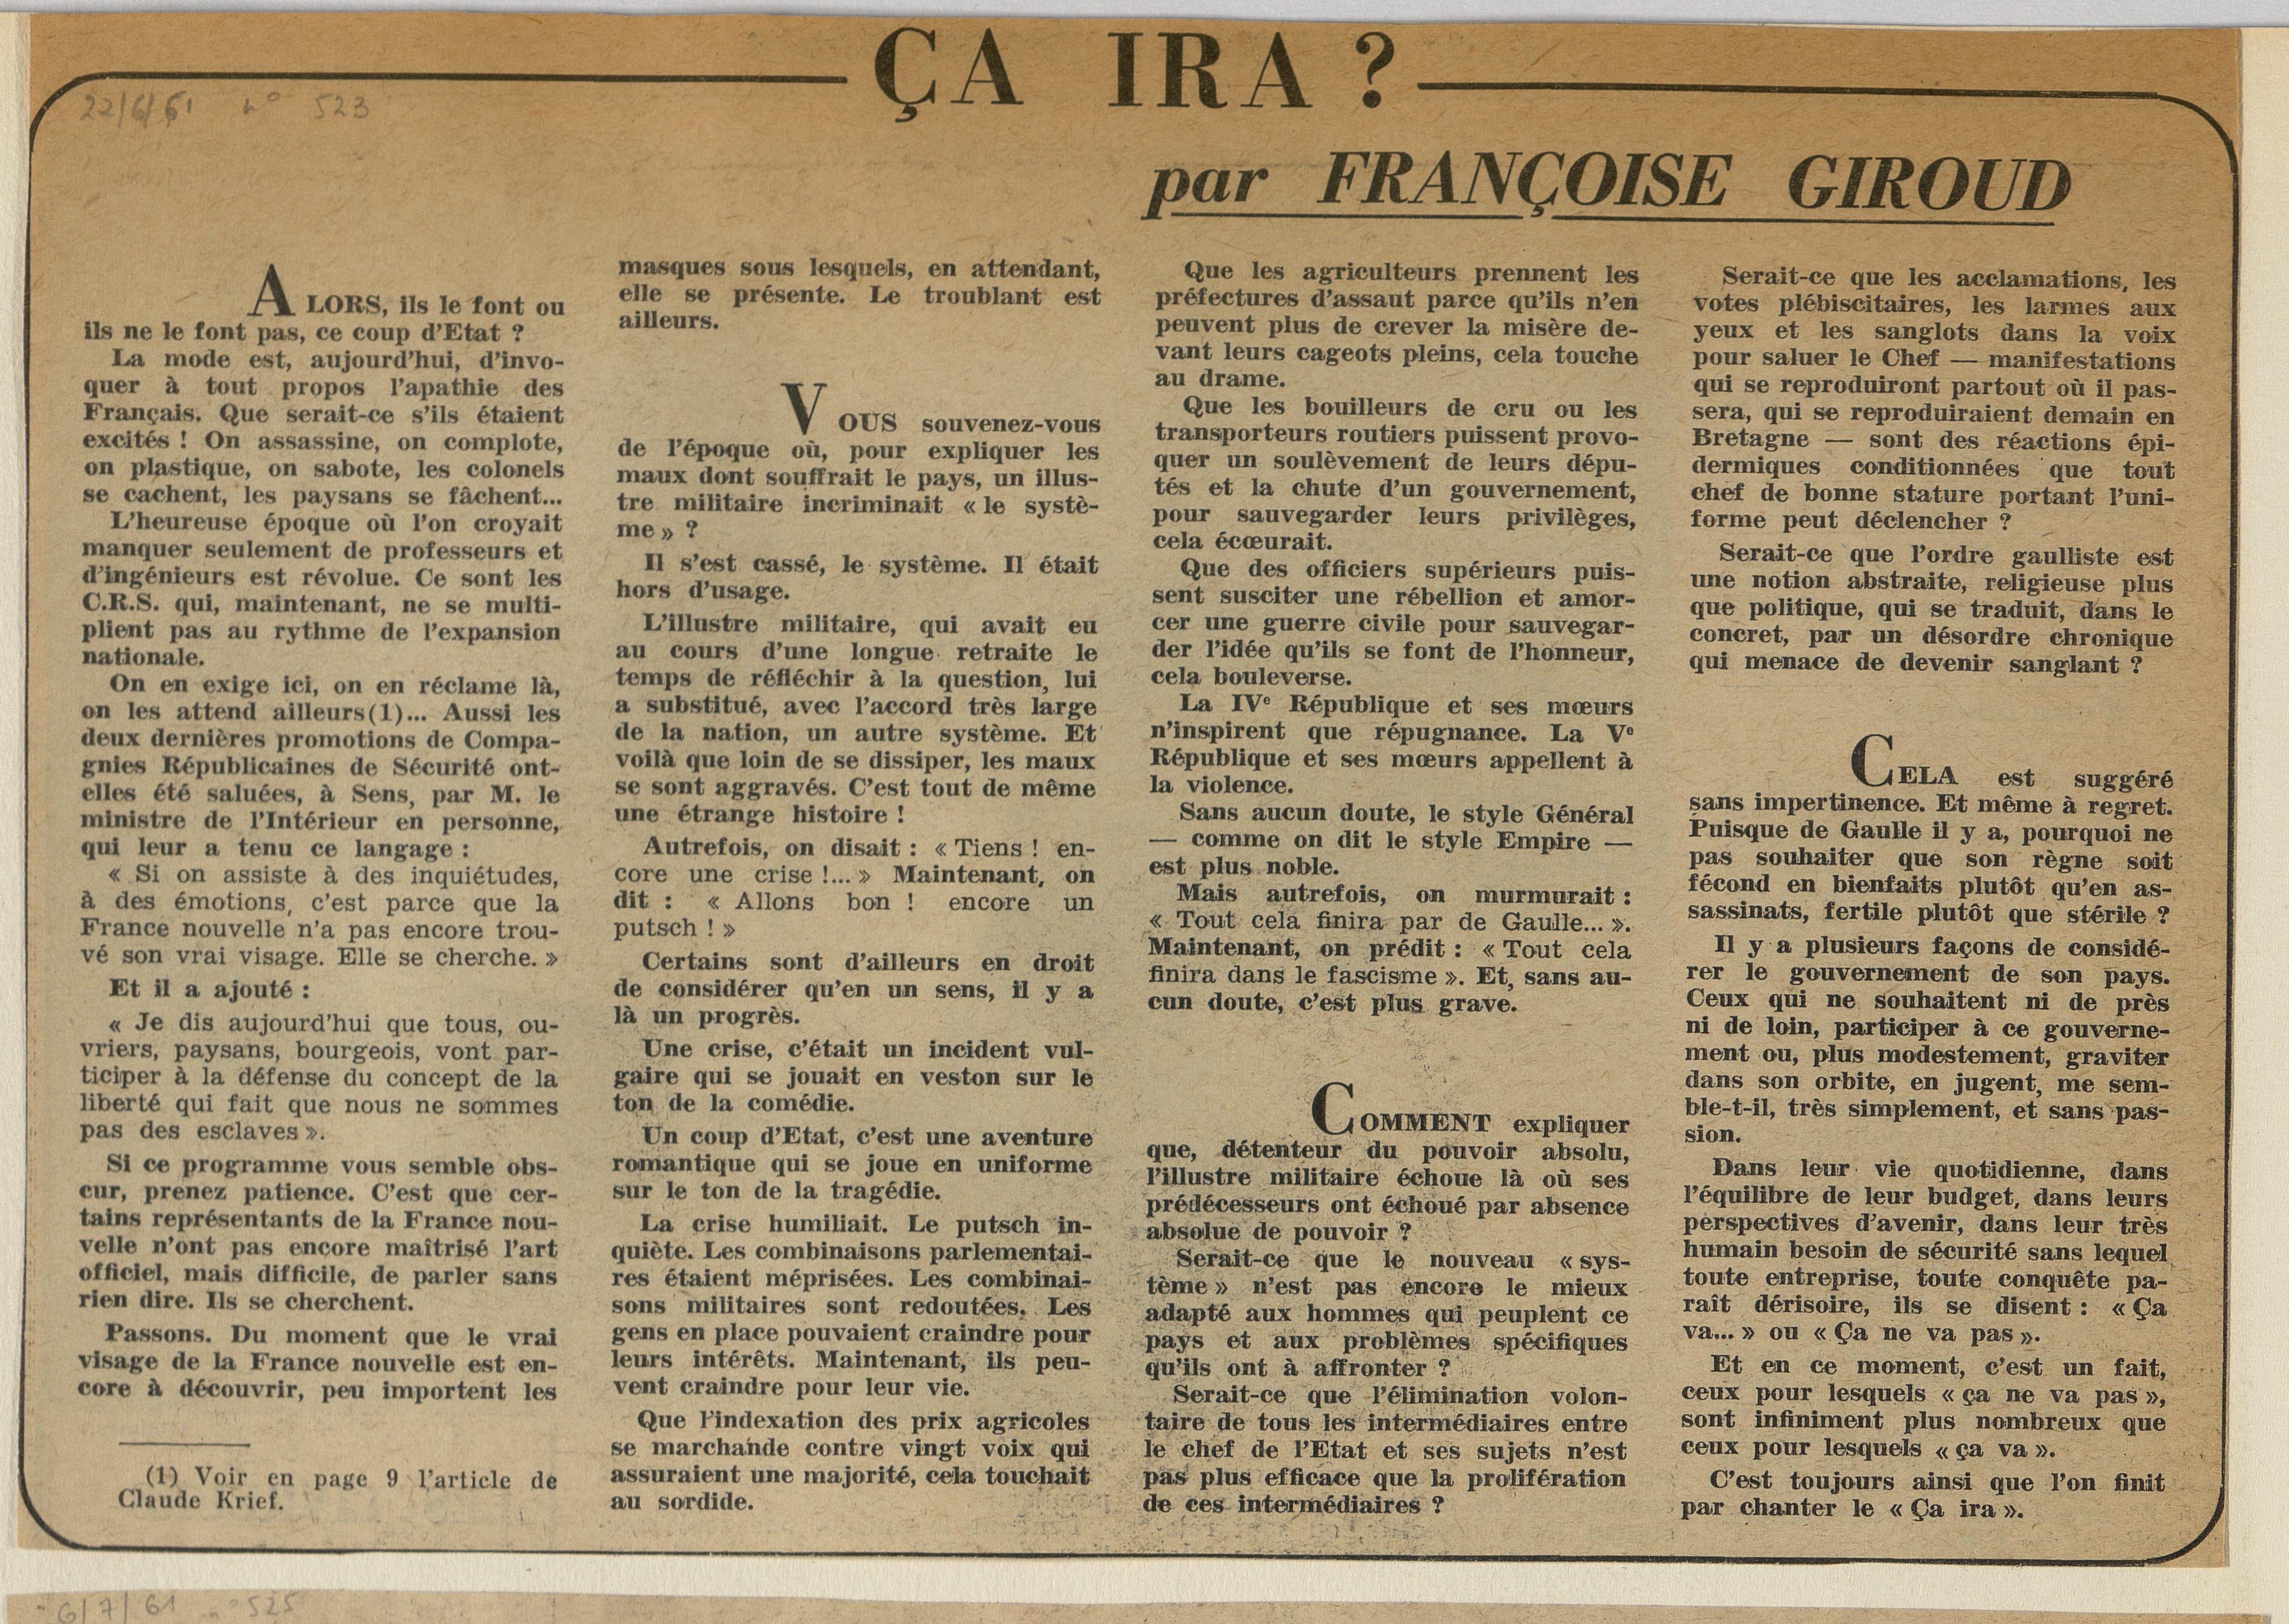 ÇA IRA ?
22/6/61 n° 523
par FRANÇOISE GIROUD
ALORS, ils le font ou
ils ne le font pas, ce coup d'Etat ?
La mode est, aujourd'hui, d'invo-
quer à tout propos l'apathie des
Français. Que serait-ce s'ils étaient
excités ! On assassine, on complote,
on plastique, on sabote, les colonels
se cachent, les paysans se fâchent...
L'heureuse époque où l'on croyait
manquer seulement de professeurs et
d'ingénieurs est révolue. Ce sont les
C.R.S. qui, maintenant, ne se multi-
plient pas au rythme de l'expansion
nationale.
On en exige ici, on en réclame là,
on les attend ailleurs(1)... Aussi les
deux dernières promotions de Compa-
gnies Républicaines de Sécurité ont-
elles été saluées, à Sens, par M. le
ministre de l'Intérieur en personne,
qui leur a tenu ce langage :
« Si on assiste à des inquiétudes,
à des émotions, c'est parce que la
France nouvelle n'a pas encore trou-
vé son vrai visage. Elle se cherche. »
Et il a ajouté :
« Je dis aujourd'hui que tous, ou-
vriers, paysans, bourgeois, vont par-
ticiper à la défense du concept de la
liberté qui fait que nous ne sommes
pas des esclaves ».
Si ce programme vous semble obs-
cur, prenez patience. C'est que cer-
tains représentants de la France nou-
velle n'ont pas encore maîtrisé l'art
officiel, mais difficile, de parler sans
rien dire. Ils se cherchent.
Passons. Du moment que le vrai
visage de la France nouvelle est en-
core à découvrir, peu importent les
(1) Voir en page 9 l'article de
Claude Krief.
masques sous lesquels, en attendant,
elle se présente. Le troublant est
ailleurs.
VOUS souvenez-vous
de l'époque où, pour expliquer les
maux dont souffrait le pays, un illus-
tre militaire incriminait « le systè-
me » ?
Il s'est cassé, le système. Il était
hors d'usage.
L'illustre militaire, qui avait eu
au cours d'une longue retraite le
temps de réfléchir à la question, lui
a substitué, avec l'accord très large
de la nation, un autre système. Et
voilà que loin de se dissiper, les maux
se sont aggravés. C'est tout de même
une étrange histoire !
Autrefois, on disait : « Tiens ! en-
core une crise !... » Maintenant, on
dit : « Allons bon ! encore un
putsch ! »
Certains sont d'ailleurs en droit
de considérer qu'en un sens, il y a
là un progrès.
Une crise, c'était un incident vul-
gaire qui se jouait en veston sur le
ton de la comédie.
Un coup d'Etat, c'est une aventure
romantique qui se joue en uniforme
sur le ton de la tragédie.
La crise humiliait. Le putsch in-
quiète. Les combinaisons parlementai-
res étaient méprisées. Les combinai-
sons militaires sont redoutées. Les
gens en place pouvaient craindre pour
leurs intérêts. Maintenant, ils peu-
vent craindre pour leur vie.
Que l'indexation des prix agricoles
se marchande contre vingt voix qui
assuraient une majorité, cela touchait
au sordide.
Que les agriculteurs prennent les
préfectures d'assaut parce qu'ils n'en
peuvent plus de crever la misère de-
vant leurs cageots pleins, cela touche
au drame.
Que les bouilleurs de cru ou les
transporteurs routiers puissent provo-
quer un soulèvement de leurs dépu-
tés et la chute d'un gouvernement,
pour sauvegarder leurs privilèges,
cela écœurait.
Que des officiers supérieurs puis-
sent susciter une rébellion et amor-
cer une guerre civile pour sauvegar-
der l'idée qu'ils se font de l'honneur,
cela bouleverse.
La IVe République et ses mœurs
n'inspirent que répugnance. La Ve
République et ses mœurs appellent à
la violence.
Sans aucun doute, le style Général
— comme on dit le style Empire —
est plus noble.
Mais autrefois, on murmurait :
« Tout cela finira par de Gaulle... ».
Maintenant, on prédit : « Tout cela
finira dans le fascisme ». Et, sans au-
cun doute, c'est plus grave.
COMMENT expliquer
que, détenteur du pouvoir absolu,
l'illustre militaire échoue là où ses
prédécesseurs ont échoué par absence
absolue de pouvoir ?
Serait-ce que le nouveau « sys-
tème » n'est pas encore le mieux
adapté aux hommes qui peuplent ce
pays et aux problèmes spécifiques
qu'ils ont à affronter ?
Serait-ce que l'élimination volon-
taire de tous les intermédiaires entre
le chef de l'Etat et ses sujets n'est
pas plus efficace que la prolifération
de ces intermédiaires ?
Serait-ce que les acclamations, les
votes plébiscitaires, les larmes aux
yeux et les sanglots dans la voix
pour saluer le Chef — manifestations
qui se reproduiront partout où il pas-
sera, qui se reproduiraient demain en
Bretagne — sont des réactions épi-
dermiques conditionnées que tout
chef de bonne stature portant l'uni-
forme peut déclencher ?
Serait-ce que l'ordre gaulliste est
une notion abstraite, religieuse plus
que politique, qui se traduit, dans le
concret, par un désordre chronique
qui menace de devenir sanglant ?
CELA est suggéré
sans impertinence. Et même à regret.
Puisque de Gaulle il y a, pourquoi ne
pas souhaiter que son règne soit
fécond en bienfaits plutôt qu'en as-
sassinats, fertile plutôt que stérile ?
Il y a plusieurs façons de considé-
rer le gouvernement de son pays.
Ceux qui ne souhaitent ni de près
ni de loin, participer à ce gouverne-
ment ou, plus modestement, graviter
dans son orbite, en jugent, me sem-
ble-t-il, très simplement, et sans pas-
sion.
Dans leur vie quotidienne, dans
l'équilibre de leur budget, dans leurs
perspectives d'avenir, dans leur très
humain besoin de sécurité sans lequel
toute entreprise, toute conquête pa-
raît dérisoire, ils se disent : « Ça
va... » ou « Ça ne va pas ».
Et en ce moment, c'est un fait,
ceux pour lesquels « ça ne va pas »,
sont infiniment plus nombreux que
ceux pour lesquels « ça va ».
C'est toujours ainsi que l'on finit
par chanter le « Ça ira ».
6/7/61 n° 525